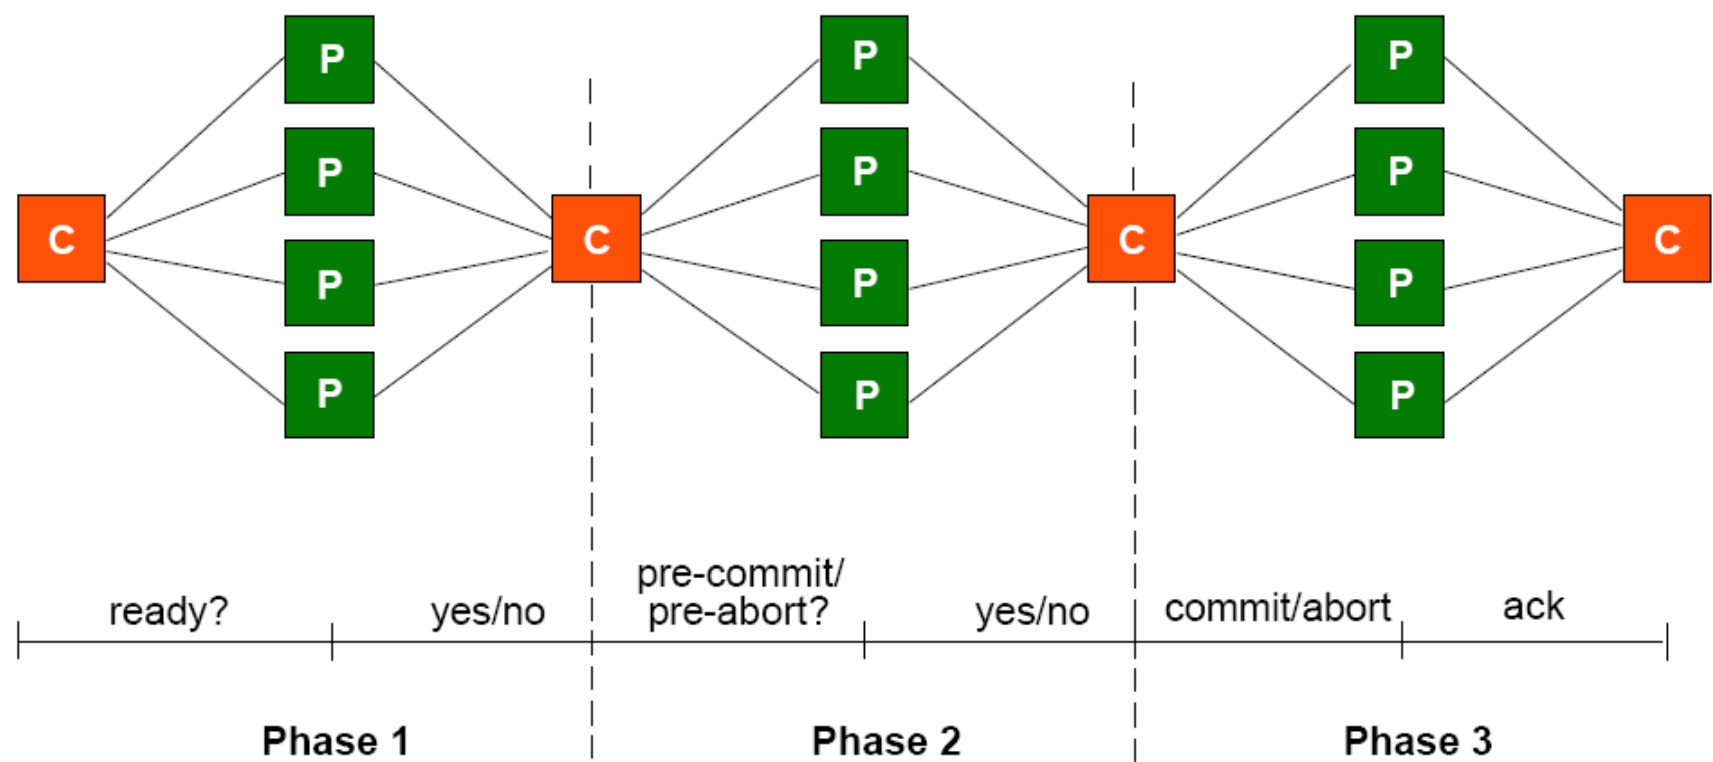 P
P
P
P
P
P
C
C
C
C
P
P
P
P
P
P
pre-commit/
ready?
yes/no
pre-abort?
yes/no
commit/abort
ack
Phase 1
Phase 2
Phase 3